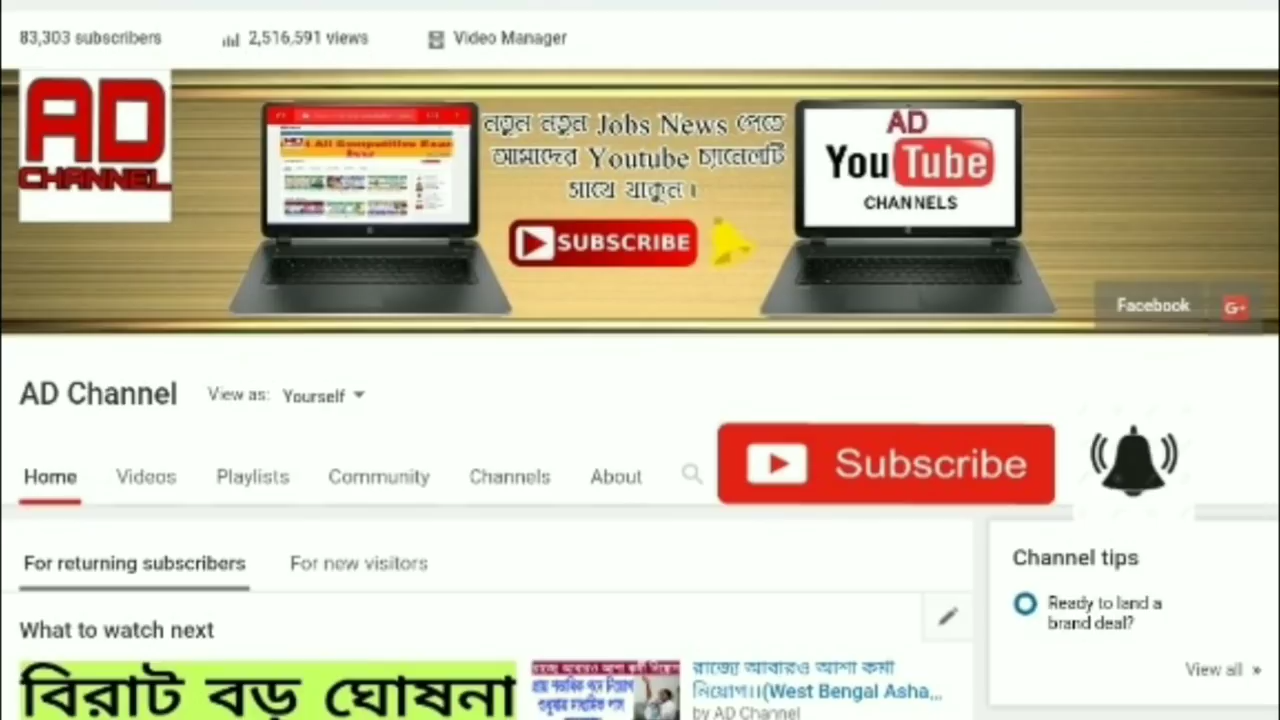 83,303 subscribers
2,516,591 views
Video Manager
AD
CHANNEL
নতুন নতুন Jobs News পেতে
আমাদের Youtube চ্যানেলটি
সাথে থাকুন।
SUBSCRIBE
AD
YouTube
CHANNELS
Facebook
G+
AD Channel
View as: Yourself
Home Videos Playlists Community Channels About
Subscribe
For returning subscribers
For new visitors
Channel tips
Ready to land a
brand deal?
View all »
What to watch next
বিরাট বড় ঘোষনা
রাজ্যে আবারও আশা কর্মী
নিয়োগ।।(West Bengal Asha...
by AD Channel